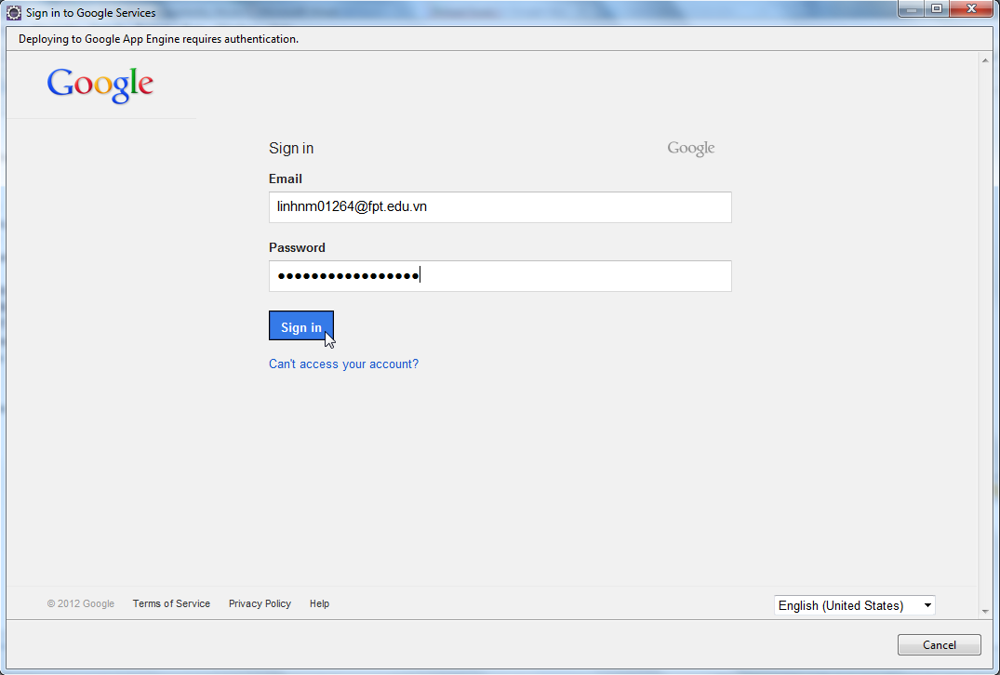 Sign in to Google Services
Deploying to Google App Engine requires authentication.
Google
Sign in
Google
Email
linhnm01264@fpt.edu.vn
Password
•••••••••••••••••
Sign in
Can't access your account?
© 2012 Google Terms of Service Privacy Policy Help English (United States)
Cancel